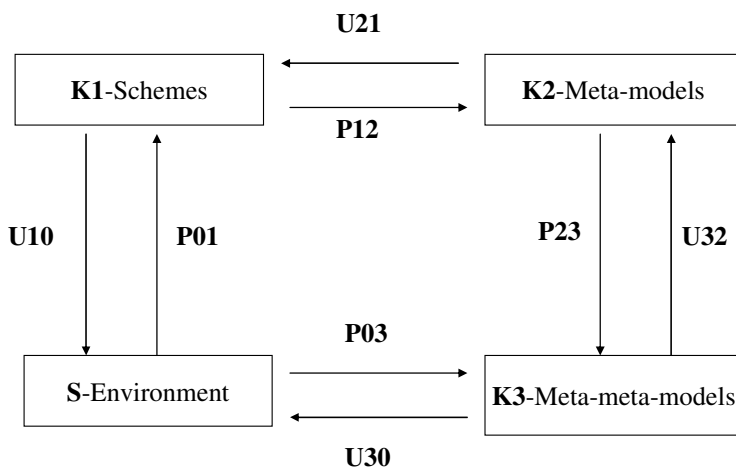 U21
K1-Schemes
K2-Meta-models
P12
U10
P01
P23
U32
P03
S-Environment
K3-Meta-meta-models
U30